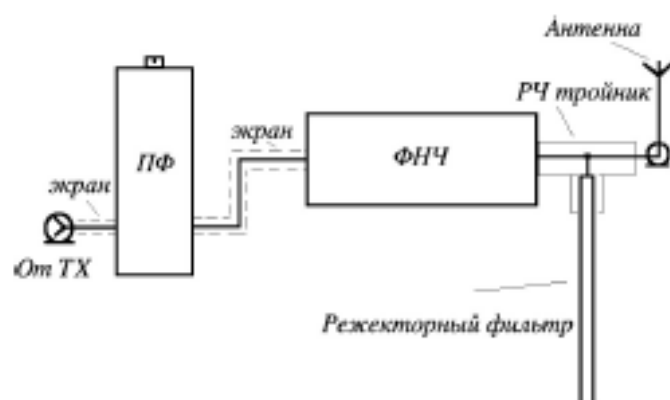 Антенна
РЧ тройник
экран
ПФ
ФНЧ
экран
От ТХ
Режекторный фильтр